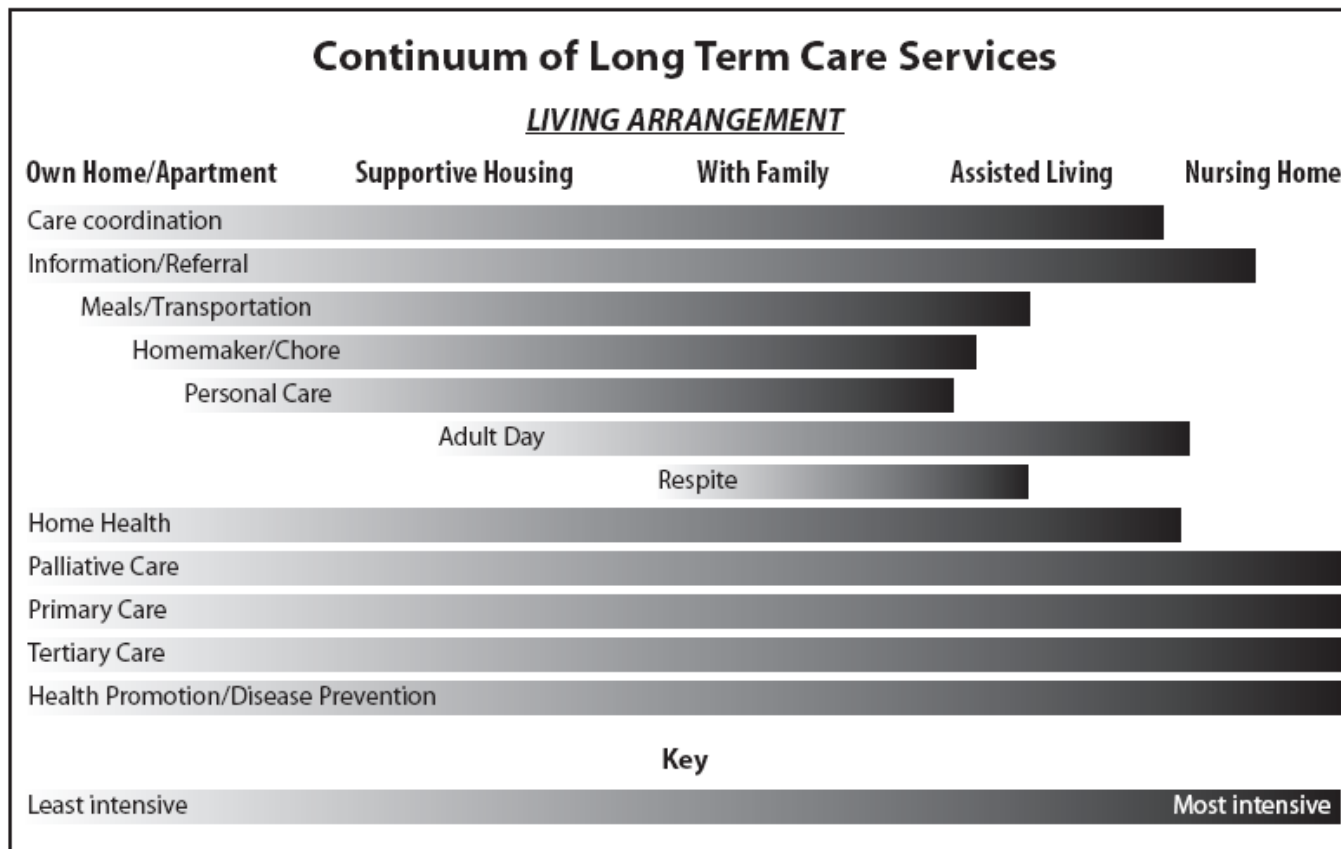 Continuum of Long Term Care Services
LIVING ARRANGEMENT
Own Home/Apartment Supportive Housing With Family Assisted Living Nursing Home
Care coordination
Information/Referral
Meals/Transportation
Homemaker/Chore
Personal Care
Adult Day
Respite
Home Health
Palliative Care
Primary Care
Tertiary Care
Health Promotion/Disease Prevention
Key
Least intensive Most intensive